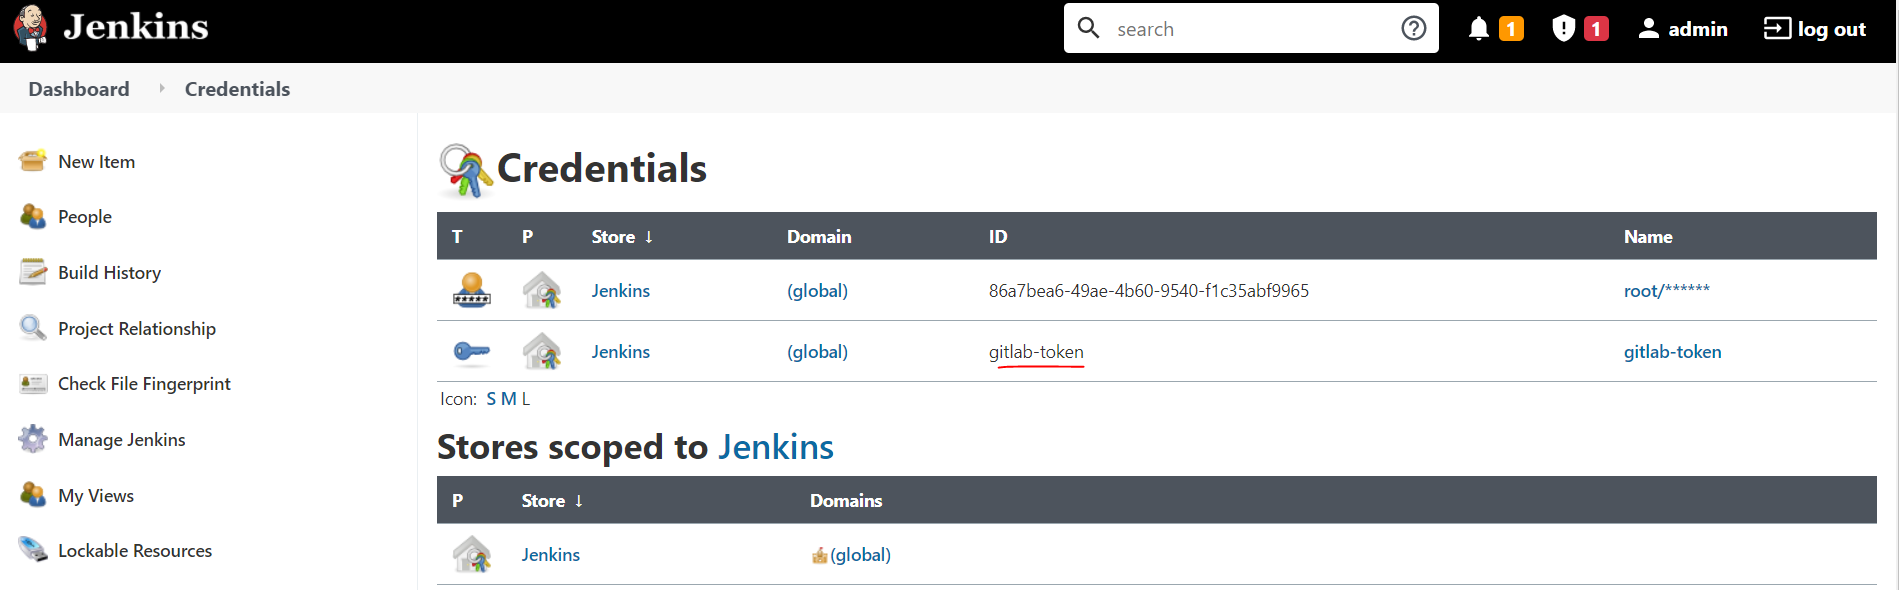 Jenkins
search
1
1
admin
log out
Dashboard
Credentials
New Item
People
Build History
Project Relationship
Check File Fingerprint
Manage Jenkins
My Views
Lockable Resources
Credentials
T P Store ↓ Domain ID Name
Jenkins (global) 86a7bea6-49ae-4b60-9540-f1c35abf9965 root/******
Jenkins (global) gitlab-token gitlab-token
Icon: S M L
Stores scoped to Jenkins
P Store ↓ Domains
Jenkins (global)